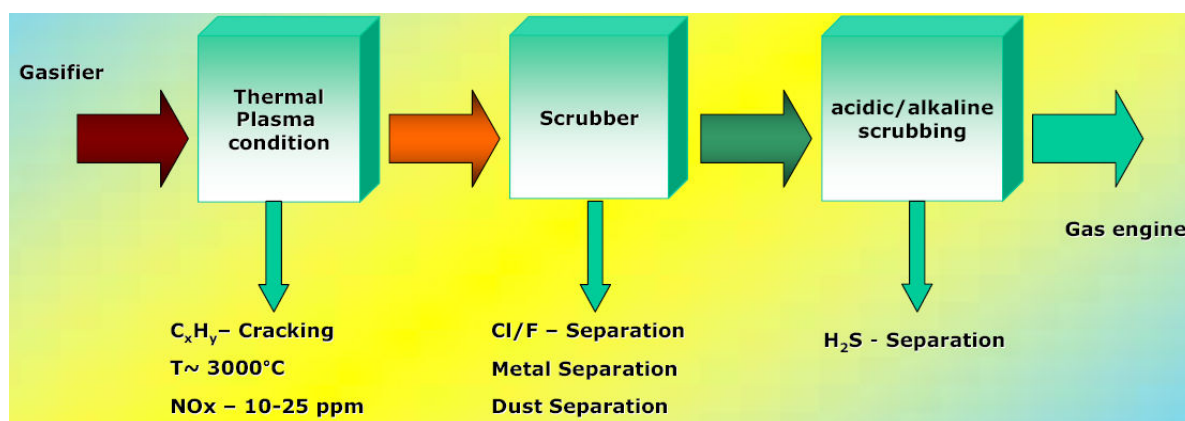 Gasifier
Thermal
Plasma
condition
Scrubber
acidic/alkaline
scrubbing
Gas engine
CxHy– Cracking
T~ 3000°C
NOx – 10-25 ppm
Cl/F – Separation
Metal Separation
Dust Separation
H2S - Separation